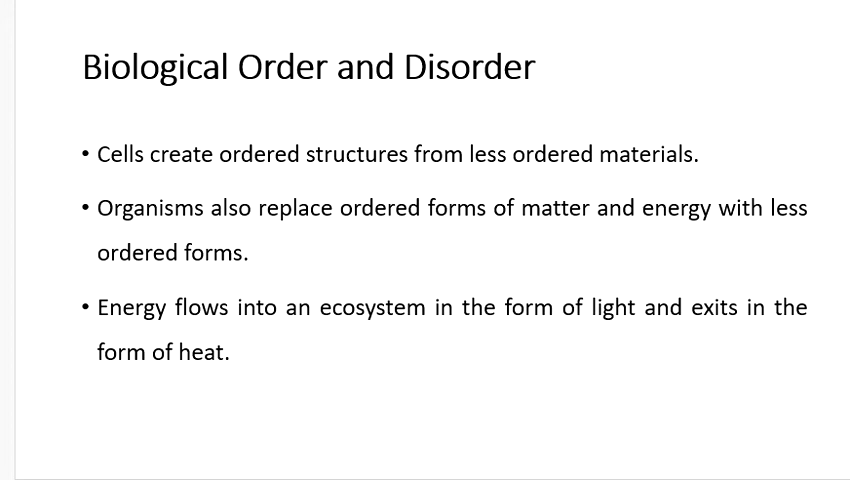 Biological Order and Disorder
• Cells create ordered structures from less ordered materials.
• Organisms also replace ordered forms of matter and energy with less
ordered forms.
• Energy flows into an ecosystem in the form of light and exits in the
form of heat.